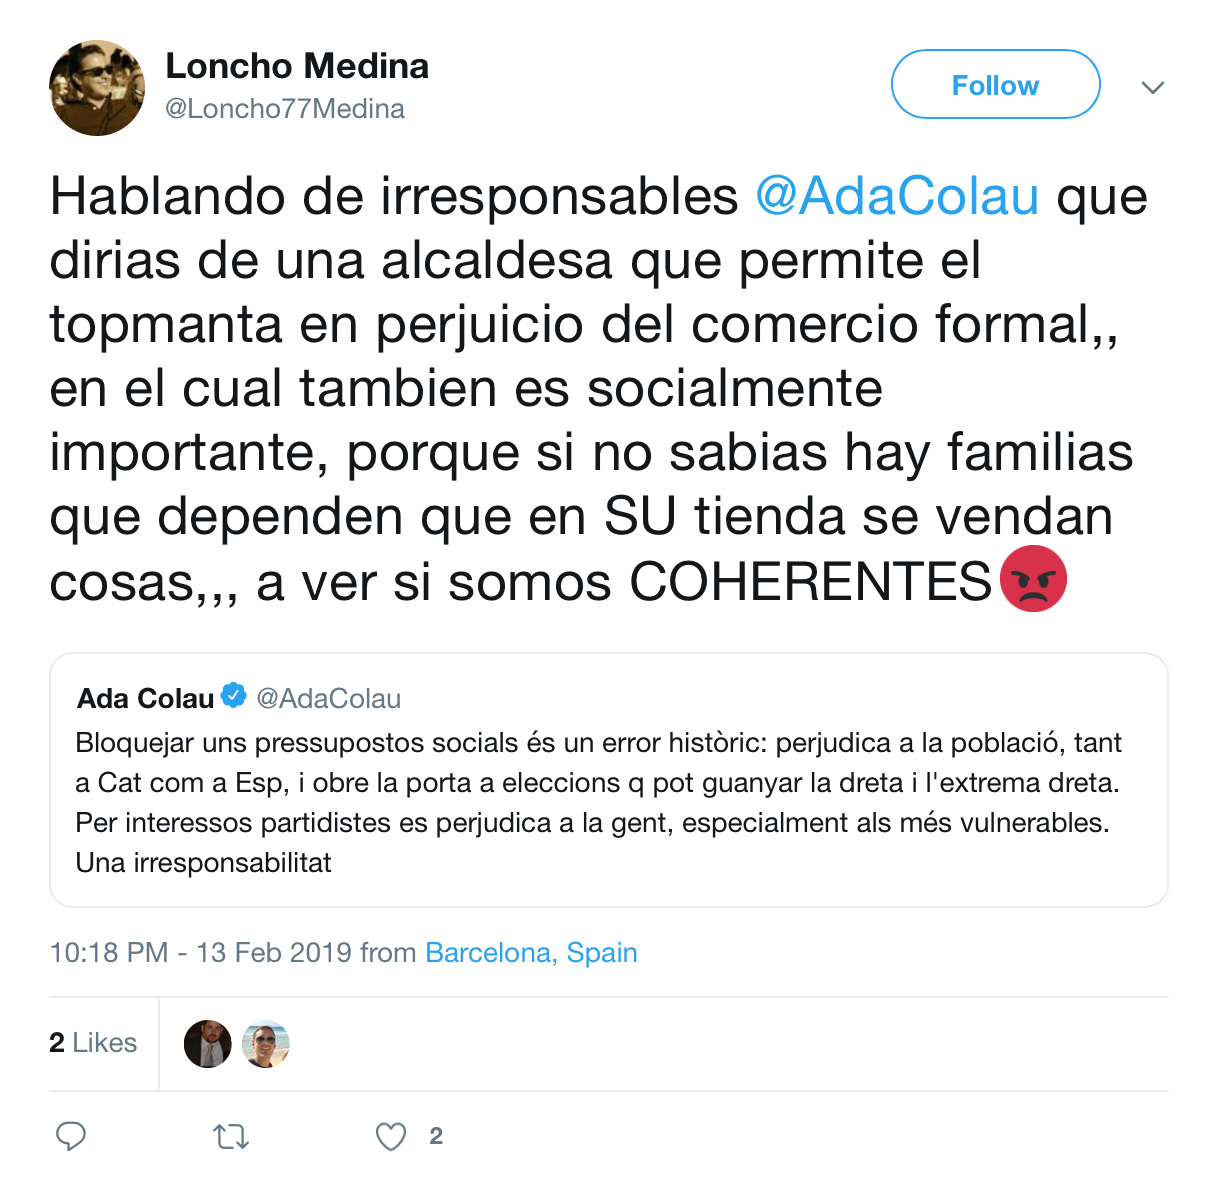 Loncho Medina
@Loncho77Medina
Follow
Hablando de irresponsables @AdaColau que
dirias de una alcaldesa que permite el
topmanta en perjuicio del comercio formal,,
en el cual tambien es socialmente
importante, porque si no sabias hay familias
que dependen que en SU tienda se vendan
cosas,,, a ver si somos COHERENTES😡
Ada Colau @AdaColau
Bloquejar uns pressupostos socials és un error històric: perjudica a la població, tant
a Cat com a Esp, i obre la porta a eleccions q pot guanyar la dreta i l'extrema dreta.
Per interessos partidistes es perjudica a la gent, especialment als més vulnerables.
Una irresponsabilitat
10:18 PM - 13 Feb 2019 from Barcelona, Spain
2 Likes
2